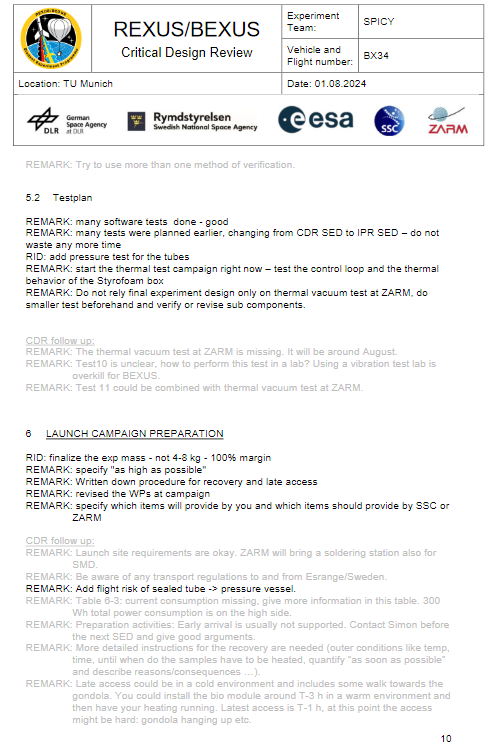 REXUS/BEXUS
Critical Design Review
Experiment Team:
SPICY
Vehicle and Flight number:
BX34
Location: TU Munich
Date: 01.08.2024
DLR
German
Space Agency
at DLR
Rymdstyrelsen
Swedish National Space Agency
esa
SSC
ZARM
REMARK: Try to use more than one method of verification.
5.2 Testplan
REMARK: many software tests done - good
REMARK: many tests were planned earlier, changing from CDR SED to IPR SED – do not
waste any more time
RID: add pressure test for the tubes
REMARK: start the thermal test campaign right now – test the control loop and the thermal
behavior of the Styrofoam box
REMARK: Do not rely final experiment design only on thermal vacuum test at ZARM, do
smaller test beforehand and verify or revise sub components.
CDR follow up:
REMARK: The thermal vacuum test at ZARM is missing. It will be around August.
REMARK: Test10 is unclear, how to perform this test in a lab? Using a vibration test lab is
overkill for BEXUS.
REMARK: Test 11 could be combined with thermal vacuum test at ZARM.
6 LAUNCH CAMPAIGN PREPARATION
RID: finalize the exp mass - not 4-8 kg - 100% margin
REMARK: specify "as high as possible"
REMARK: Written down procedure for recovery and late access
REMARK: revised the WPs at campaign
REMARK: specify which items will provide by you and which items should provide by SSC or
ZARM
CDR follow up:
REMARK: Launch site requirements are okay. ZARM will bring a soldering station also for
SMD.
REMARK: Be aware of any transport regulations to and from Esrange/Sweden.
REMARK: Add flight risk of sealed tube -> pressure vessel.
REMARK: Table 6-3: current consumption missing, give more information in this table. 300
Wh total power consumption is on the high side.
REMARK: Preparation activities: Early arrival is usually not supported. Contact Simon before
the next SED and give good arguments.
REMARK: More detailed instructions for the recovery are needed (outer conditions like temp,
time, until when do the samples have to be heated, quantify "as soon as possible"
and describe reasons/consequences …).
REMARK: Late access could be in a cold environment and includes some walk towards the
gondola. You could install the bio module around T-3 h in a warm environment and
then have your heating running. Latest access is T-1 h, at this point the access
might be hard: gondola hanging up etc.
10